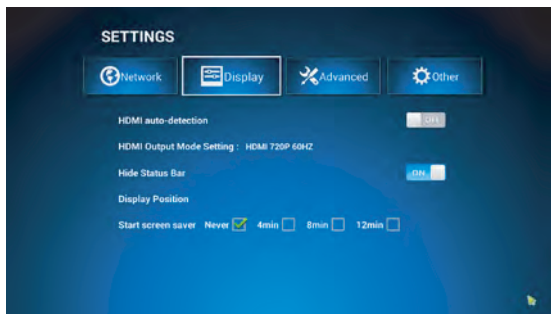 SETTINGS
Network Display Advanced Other
HDMI auto-detection OFF
HDMI Output Mode Setting : HDMI 720P 60HZ
Hide Status Bar ON
Display Position
Start screen saver Never 4min 8min 12min